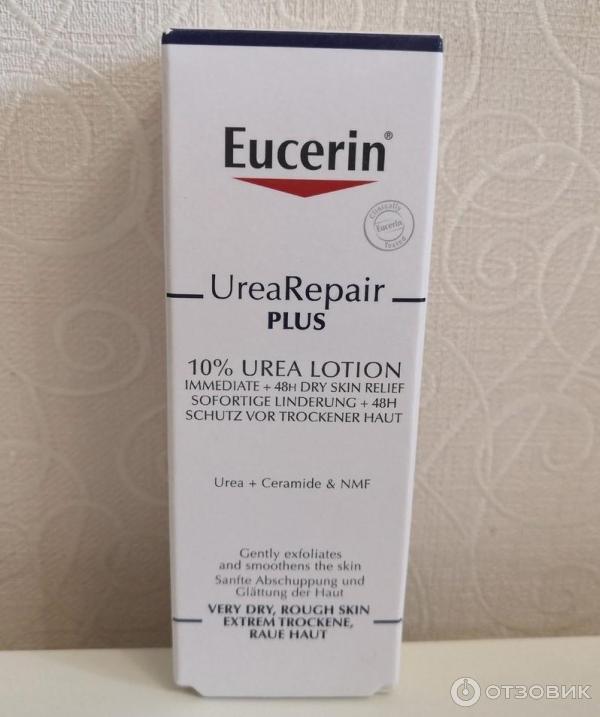 Eucerin®
Clinically
Eucerin
Tested
UreaRepair
PLUS
10% UREA LOTION
IMMEDIATE + 48H DRY SKIN RELIEF
SOFORTIGE LINDERUNG + 48H
SCHUTZ VOR TROCKENER HAUT
Urea + Ceramide & NMF
Gently exfoliates
and smoothens the skin
Sanfte Abschuppung und
Glättung der Haut
VERY DRY, ROUGH SKIN
EXTREM TROCKENE,
RAUE HAUT
ОТЗОВИК